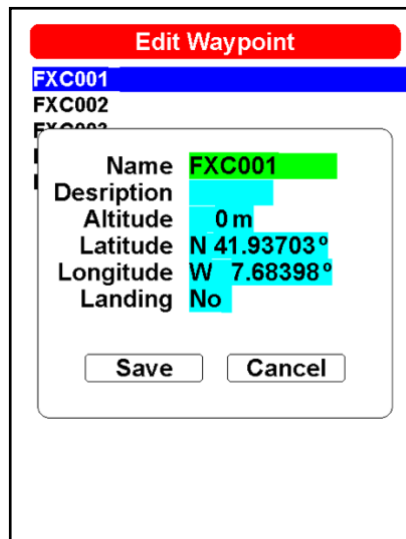 Edit Waypoint
FXC001
FXC002
Name FXC001
Desription
Altitude 0 m
Latitude N 41.93703 º
Longitude W 7.68398 º
Landing No
Save Cancel